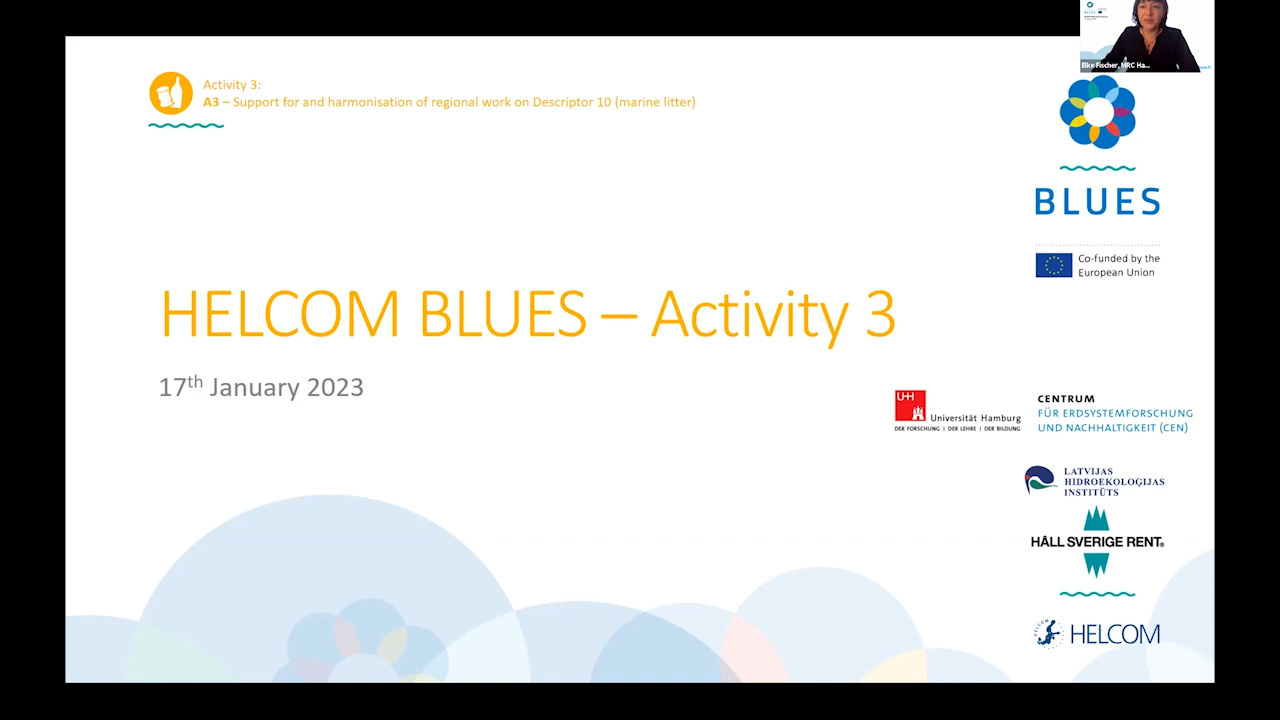 Activity 3:
A3 – Support for and harmonisation of regional work on Descriptor 10 (marine litter)
Elke Fischer, MRC Ha...
BLUES
Co-funded by the
European Union
HELCOM BLUES – Activity 3
17th January 2023
UHH
Universität Hamburg
DER FORSCHUNG | DER LEHRE | DER BILDUNG
CENTRUM
FÜR ERDSYSTEMFORSCHUNG
UND NACHHALTIGKEIT (CEN)
LATVIJAS
HIDROEKOLOĢIJAS
INSTITŪTS
HÅLL SVERIGE RENT®
HELCOM
HELCOM